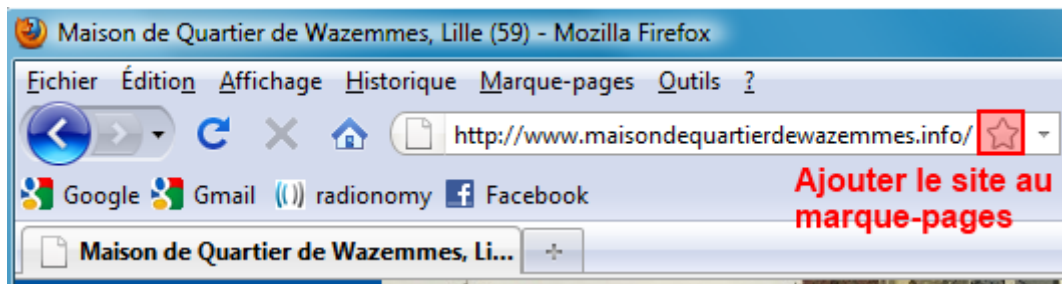 Maison de Quartier de Wazemmes, Lille (59) - Mozilla Firefox
Fichier Édition Affichage Historique Marque-pages Outils ?
http://www.maisondequartierdewazemmes.info/
Google Gmail radionomy Facebook
Ajouter le site au
marque-pages
Maison de Quartier de Wazemmes, Li...